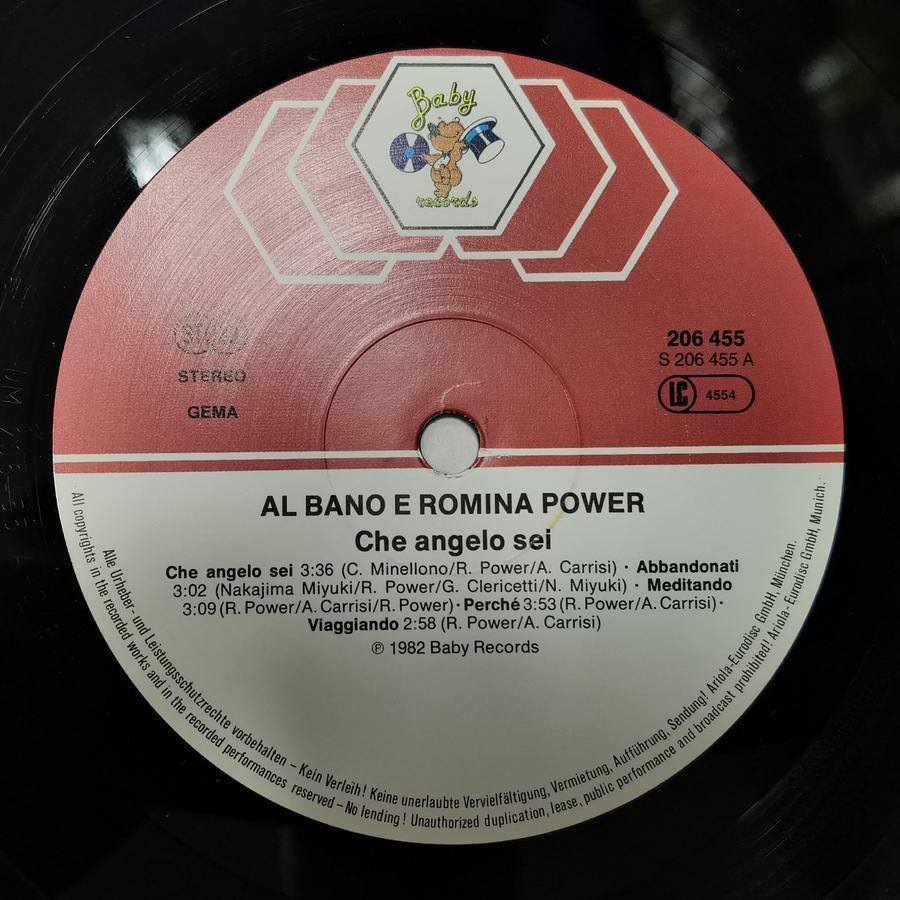 Baby
records
STEREO
GEMA
206 455
S 206 455 A
LC 4554
AL BANO E ROMINA POWER
Che angelo sei
Che angelo sei 3:36 (C. Minellono/R. Power/A. Carrisi) · Abbandonati
3:02 (Nakajima Miyuki/R. Power/G. Clericetti/N. Miyuki) · Meditando
3:09 (R. Power/A. Carrisi/R. Power) · Perché 3:53 (R. Power/A. Carrisi) ·
Viaggiando 2:58 (R. Power/A. Carrisi)
℗ 1982 Baby Records
Alle Urheber- und Leistungsschutzrechte vorbehalten – Kein Verleih! Keine unerlaubte Vervielfältigung, Vermietung, Aufführung, Sendung! Ariola-Eurodisc GmbH, München.
All copyrights in the recorded works and in the recorded performances reserved – No lending! Unauthorized duplication, lease, public performance and broadcast prohibited! Ariola-Eurodisc GmbH, Munich.